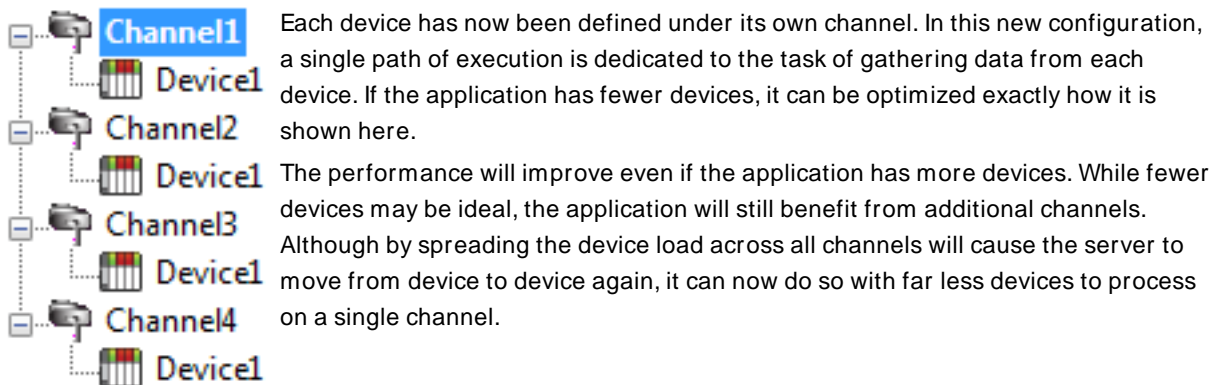 Channel1
Device1
Channel2
Device1
Channel3
Device1
Channel4
Device1
Each device has now been defined under its own channel. In this new configuration,
a single path of execution is dedicated to the task of gathering data from each
device. If the application has fewer devices, it can be optimized exactly how it is
shown here.
The performance will improve even if the application has more devices. While fewer
devices may be ideal, the application will still benefit from additional channels.
Although by spreading the device load across all channels will cause the server to
move from device to device again, it can now do so with far less devices to process
on a single channel.